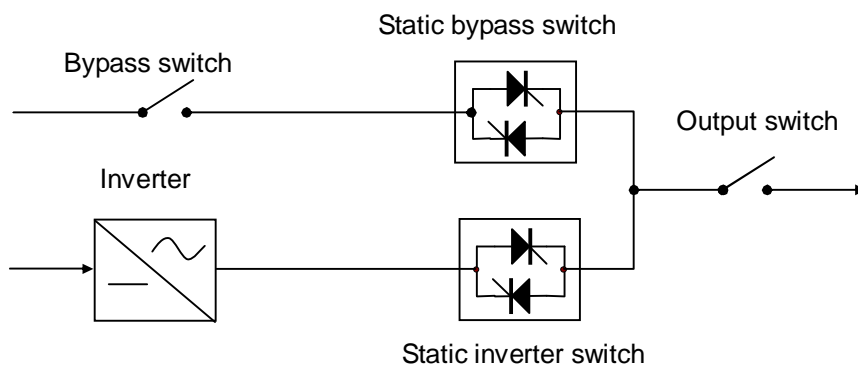 Static bypass switch
Bypass switch
Output switch
Inverter
Static inverter switch